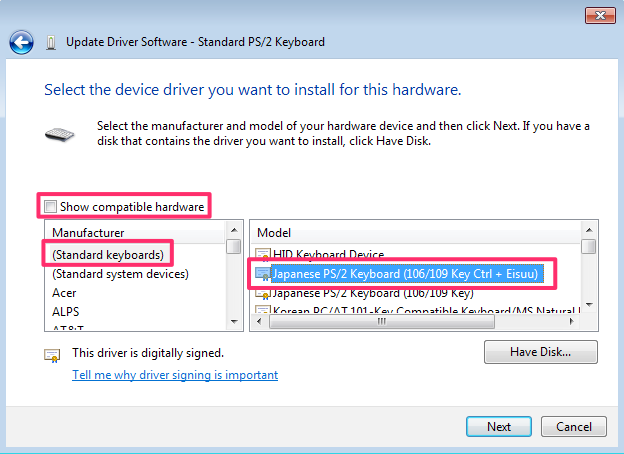 Update Driver Software - Standard PS/2 Keyboard
Select the device driver you want to install for this hardware.
Select the manufacturer and model of your hardware device and then click Next. If you have a
disk that contains the driver you want to install, click Have Disk.
Show compatible hardware
Manufacturer
(Standard keyboards)
(Standard system devices)
Acer
ALPS
AT&T
Model
HID Keyboard Device
Japanese PS/2 Keyboard (106/109 Key Ctrl + Eisuu)
Japanese PS/2 Keyboard (106/109 Key)
Korean PC/AT 101-Key Compatible Keyboard/MS Natural
This driver is digitally signed.
Tell me why driver signing is important
Have Disk...
Next
Cancel